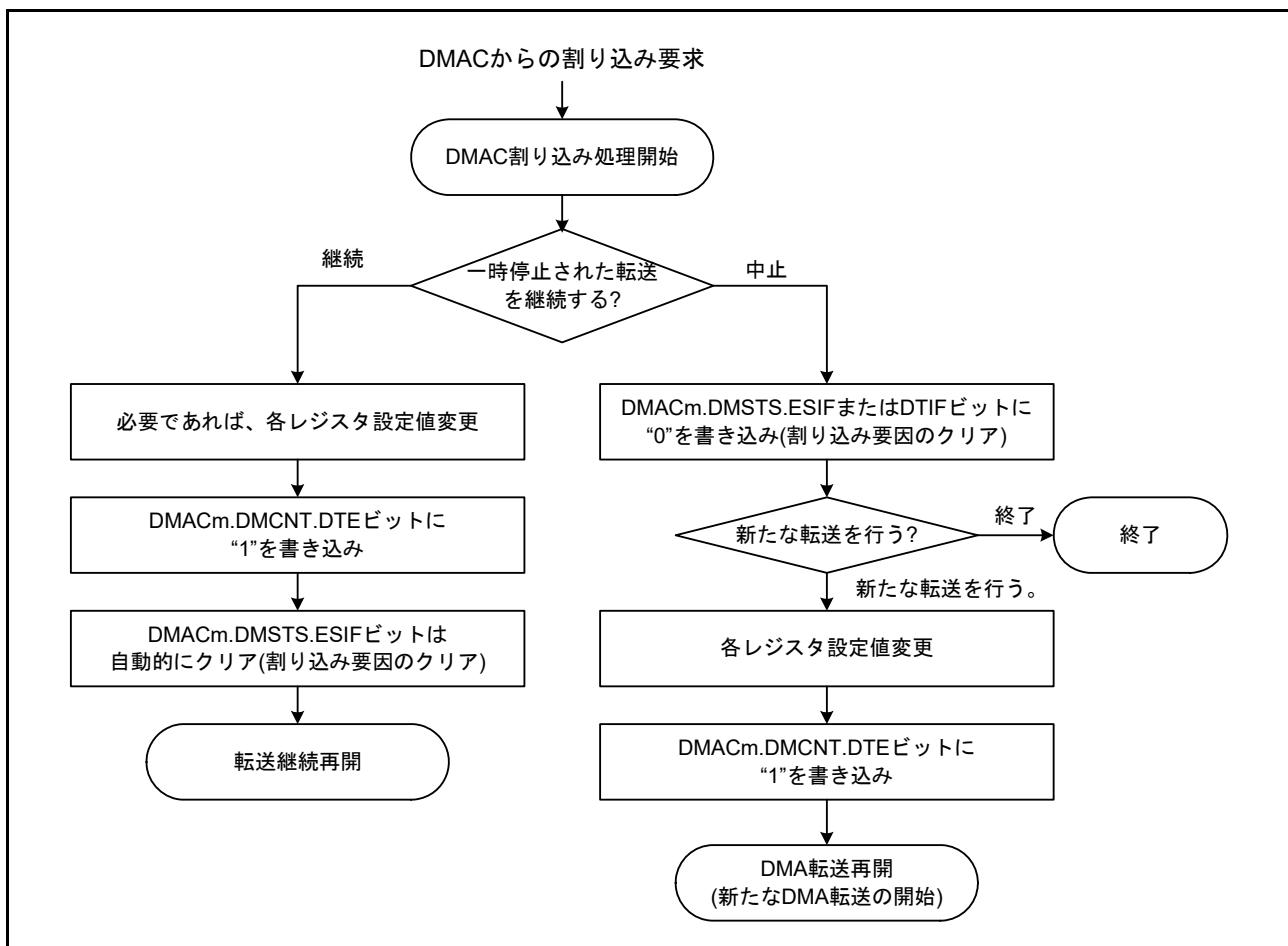 DMACからの割り込み要求
DMAC割り込み処理開始
一時停止された転送
を継続する?
継続
中止
必要であれば、各レジスタ設定値変更
DMACm.DMCNT.DTEビットに
“1”を書き込み
DMACm.DMSTS.ESIFビットは
自動的にクリア(割り込み要因のクリア)
転送継続再開
DMACm.DMSTS.ESIFまたはDTIFビットに
“0”を書き込み(割り込み要因のクリア)
新たな転送を行う?
終了
終了
新たな転送を行う。
各レジスタ設定値変更
DMACm.DMCNT.DTEビットに
“1”を書き込み
DMA転送再開
(新たなDMA転送の開始)